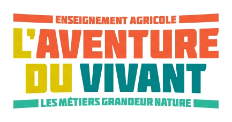 ENSEIGNEMENT AGRICOLE
L'AVENTURE
DU VIVANT
LES MÉTIERS GRANDEUR NATURE